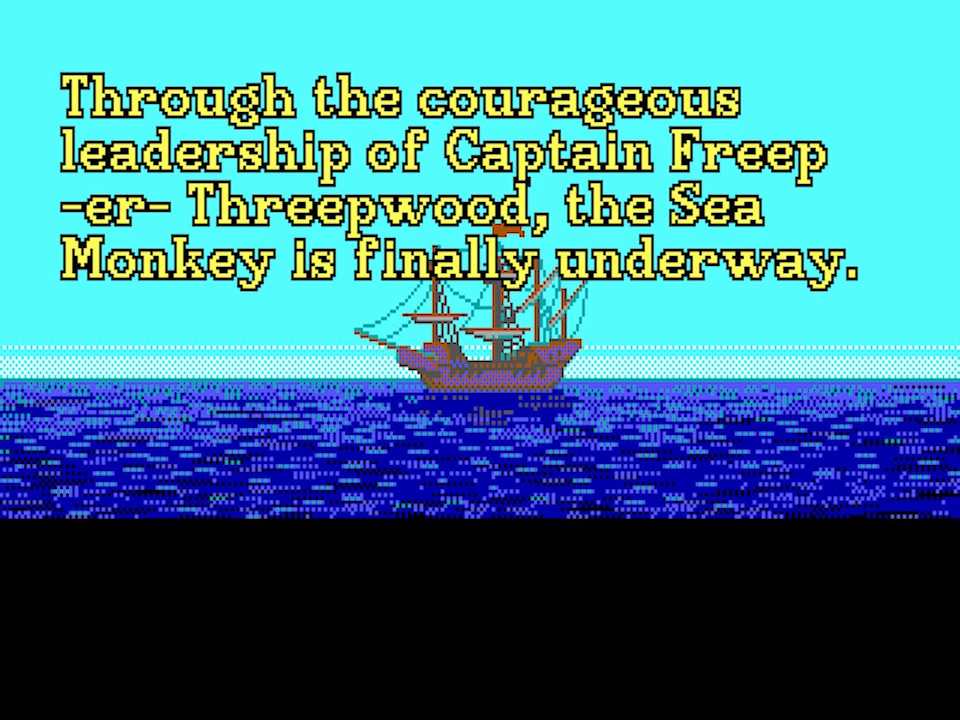 Through the courageous
leadership of Captain Freep
-er- Threepwood, the Sea
Monkey is finally underway.